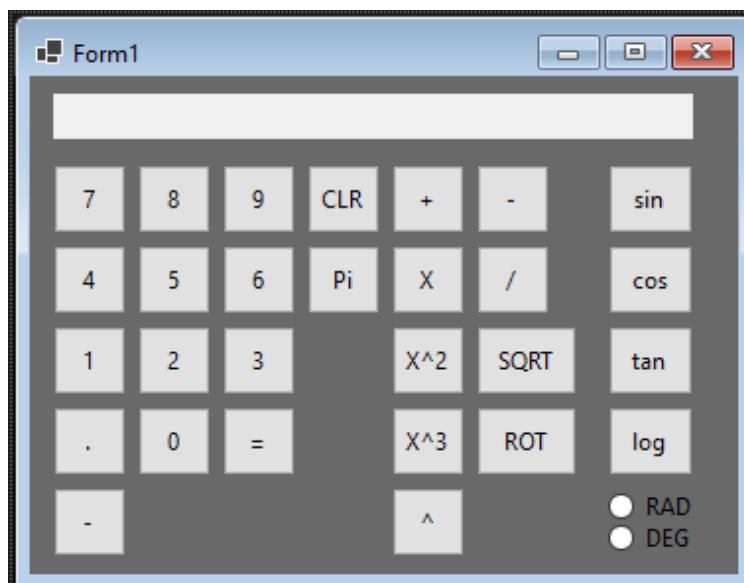 Form1
7 8 9 CLR + - sin
4 5 6 Pi X / cos
1 2 3 X^2 SQRT tan
. 0 = X^3 ROT log
- ^ RAD
DEG